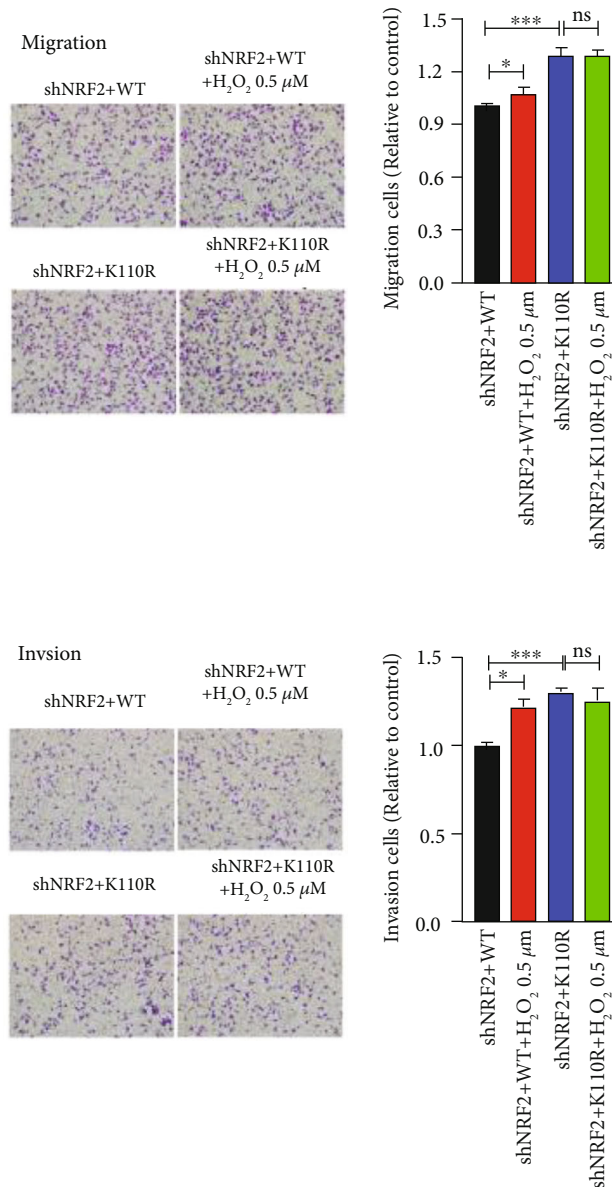 Migration
shNRF2+WT
shNRF2+WT
+H₂O₂ 0.5 μM
shNRF2+K110R
shNRF2+K110R
+H₂O₂ 0.5 μM
Migration cells (Relative to control)
1.5
1.2
0.9
0.6
0.3
0.0
***
ns
*
shNRF2+WT
shNRF2+WT+H₂O₂ 0.5 μm
shNRF2+K110R
shNRF2+K110R+H₂O₂ 0.5 μm
Invsion
shNRF2+WT
shNRF2+WT
+H₂O₂ 0.5 μM
shNRF2+K110R
shNRF2+K110R
+H₂O₂ 0.5 μM
Invasion cells (Relative to control)
1.5
1.0
0.5
0.0
***
ns
*
shNRF2+WT
shNRF2+WT+H₂O₂ 0.5 μm
shNRF2+K110R
shNRF2+K110R+H₂O₂ 0.5 μm